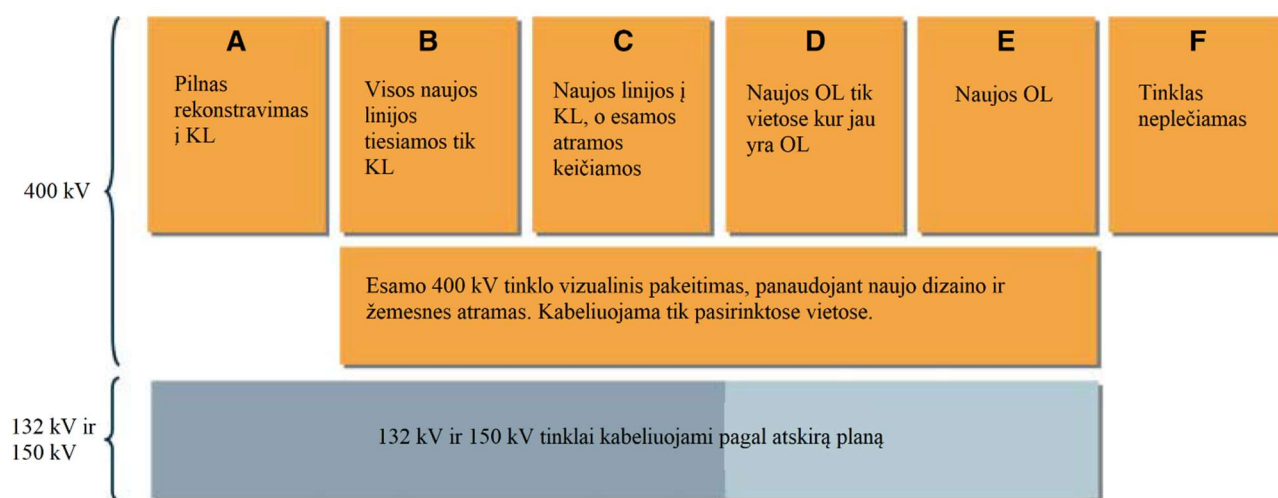 A
Pilnas
rekonstravimas
į KL
B
Visos naujos
linijos
tiesiamos tik
KL
C
Naujos linijos į
KL, o esamos
atramos
keičiamos
D
Naujos OL tik
vietose kur jau
yra OL
E
Naujos OL
F
Tinklas
neplečiamas
400 kV
Esamo 400 kV tinklo vizualinis pakeitimas, panaudojant naujo dizaino ir
žemesnes atramas. Kabeliuojama tik pasirinktose vietose.
132 kV ir
150 kV
132 kV ir 150 kV tinklai kabeliuojami pagal atskirą planą